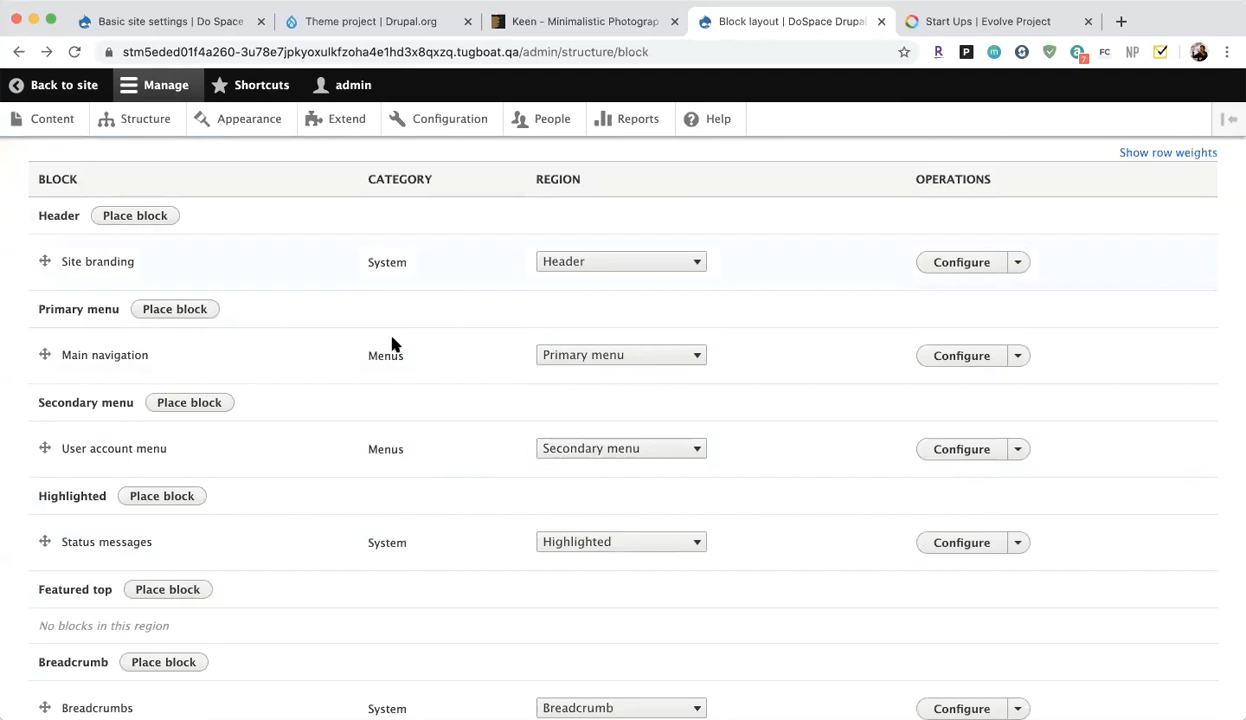 Basic site settings | Do Space
Theme project | Drupal.org
Keen - Minimalistic Photograp
Block layout | DoSpace Drupal
Start Ups | Evolve Project
stm5eded01f4a260-3u78e7jpkyoxulkfzoha4e1hd3x8qxzq.tugboat.qa/admin/structure/block
R P m a 7 FC NP
Back to site Manage Shortcuts admin
Content Structure Appearance Extend Configuration People Reports Help
Show row weights
BLOCK CATEGORY REGION OPERATIONS
Header Place block
Site branding System Header Configure
Primary menu Place block
Main navigation Menus Primary menu Configure
Secondary menu Place block
User account menu Menus Secondary menu Configure
Highlighted Place block
Status messages System Highlighted Configure
Featured top Place block
No blocks in this region
Breadcrumb Place block
Breadcrumbs System Breadcrumb Configure